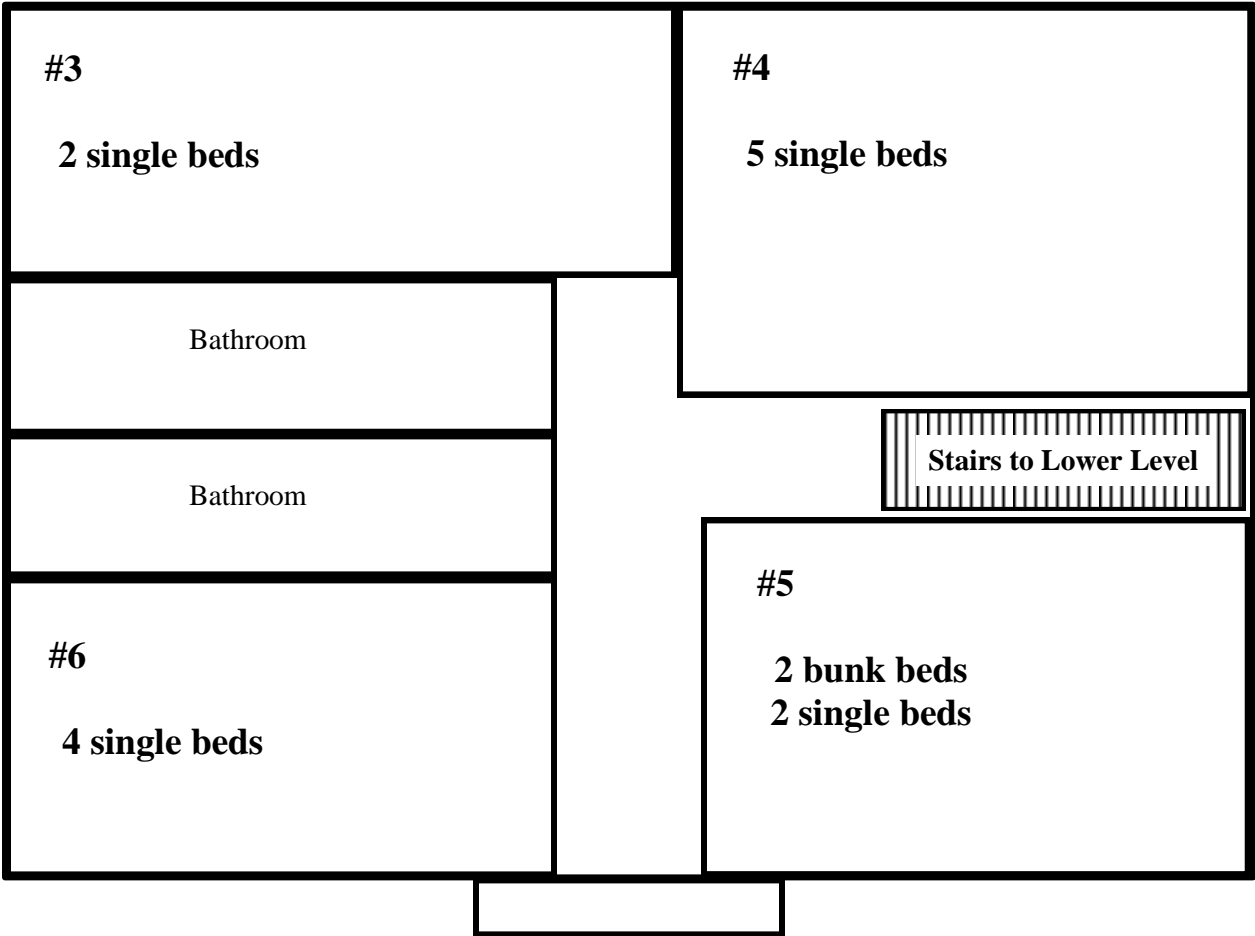 #3
2 single beds
#4
5 single beds
Bathroom
Bathroom
Stairs to Lower Level
#5
2 bunk beds
2 single beds
#6
4 single beds